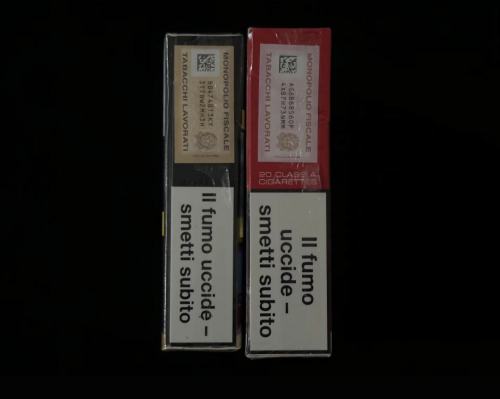 MONOPOLIO FISCALE
TABACCHI LAVORATI
Il fumo uccide –
smetti subito
MONOPOLIO FISCALE
TABACCHI LAVORATI
20 CLASS A
CIGARETTES
Il fumo
uccide –
smetti subito